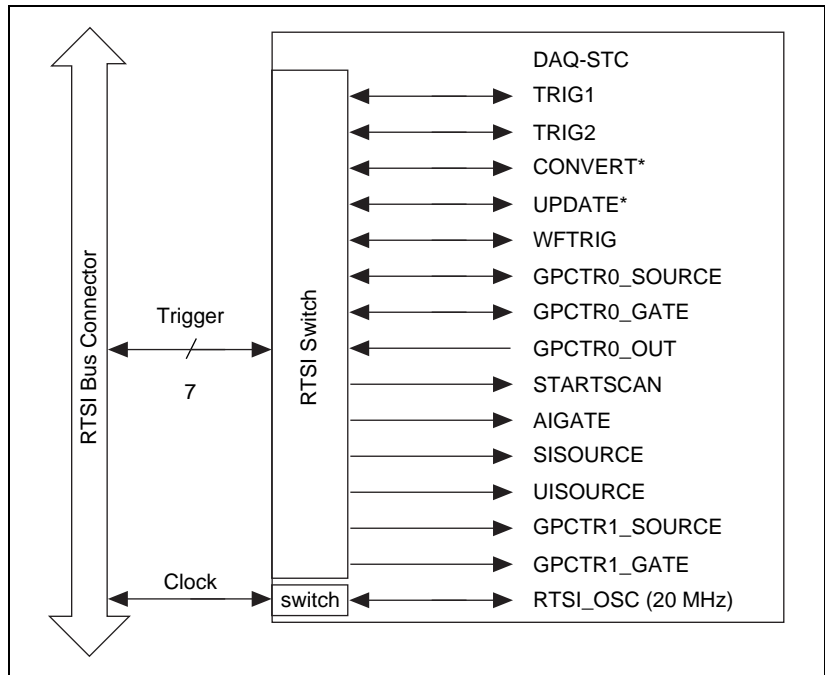 DAQ-STC
TRIG1
TRIG2
CONVERT*
UPDATE*
WFTRIG
GPCTR0_SOURCE
GPCTR0_GATE
GPCTR0_OUT
STARTSCAN
AIGATE
SISOURCE
UISOURCE
GPCTR1_SOURCE
GPCTR1_GATE
RTSI_OSC (20 MHz)
RTSI Bus Connector
Trigger
7
Clock
RTSI Switch
switch